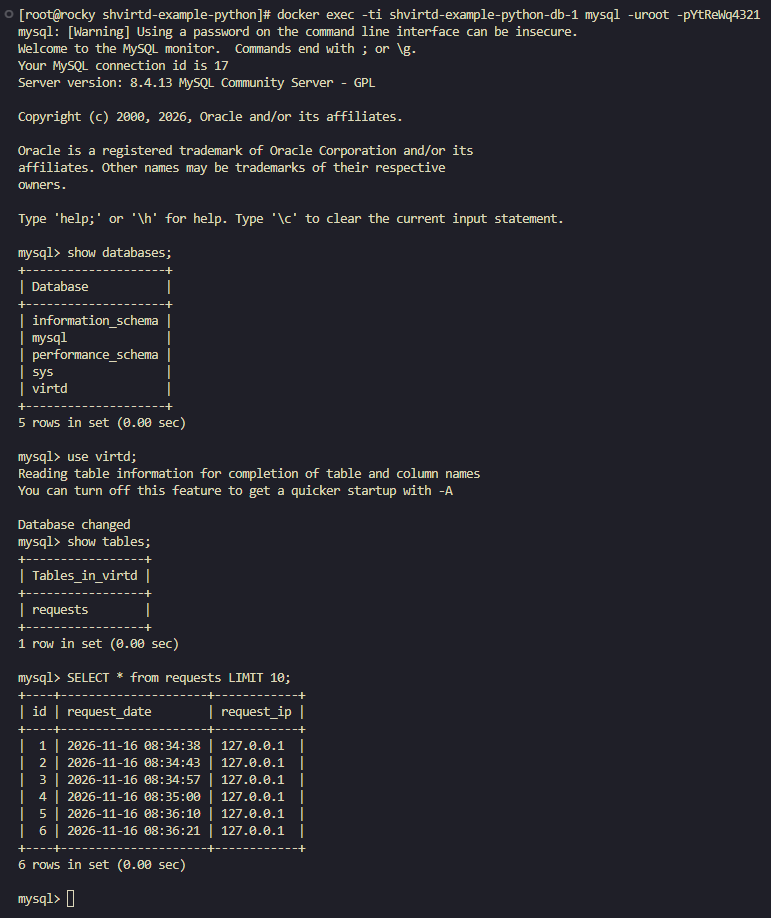 [root@rocky shvirtd-example-python]# docker exec -ti shvirtd-example-python-db-1 mysql -uroot -pYtReWq4321
mysql: [Warning] Using a password on the command line interface can be insecure.
Welcome to the MySQL monitor.  Commands end with ; or \g.
Your MySQL connection id is 17
Server version: 8.4.13 MySQL Community Server - GPL

Copyright (c) 2000, 2026, Oracle and/or its affiliates.

Oracle is a registered trademark of Oracle Corporation and/or its
affiliates. Other names may be trademarks of their respective
owners.

Type 'help;' or '\h' for help. Type '\c' to clear the current input statement.

mysql> show databases;
+--------------------+
| Database           |
+--------------------+
| information_schema |
| mysql              |
| performance_schema |
| sys                |
| virtd              |
+--------------------+
5 rows in set (0.00 sec)

mysql> use virtd;
Reading table information for completion of table and column names
You can turn off this feature to get a quicker startup with -A

Database changed
mysql> show tables;
+-----------------+
| Tables_in_virtd |
+-----------------+
| requests        |
+-----------------+
1 row in set (0.00 sec)

mysql> SELECT * from requests LIMIT 10;
+----+---------------------+------------+
| id | request_date        | request_ip |
+----+---------------------+------------+
|  1 | 2026-11-16 08:34:38 | 127.0.0.1  |
|  2 | 2026-11-16 08:34:43 | 127.0.0.1  |
|  3 | 2026-11-16 08:34:57 | 127.0.0.1  |
|  4 | 2026-11-16 08:35:00 | 127.0.0.1  |
|  5 | 2026-11-16 08:36:10 | 127.0.0.1  |
|  6 | 2026-11-16 08:36:21 | 127.0.0.1  |
+----+---------------------+------------+
6 rows in set (0.00 sec)

mysql>